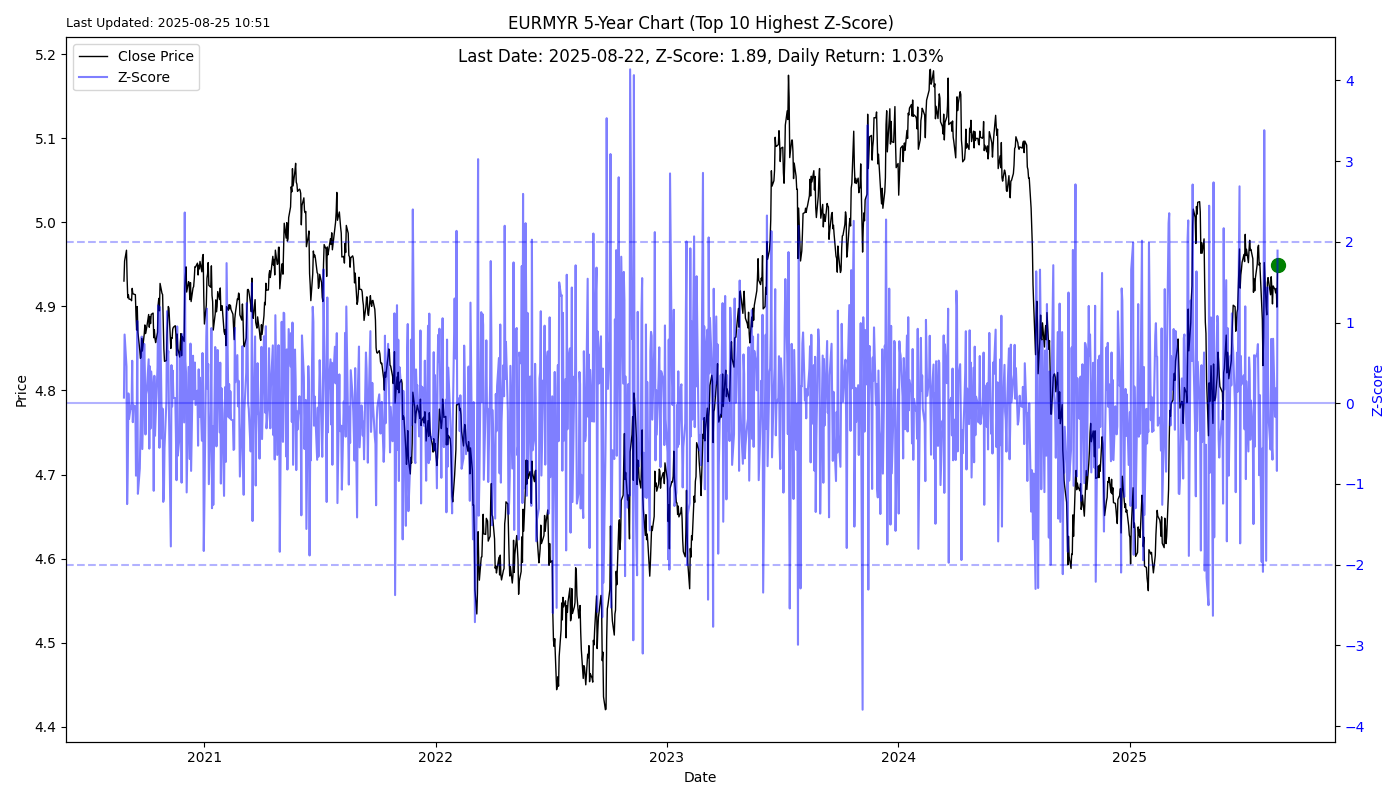 Last Updated: 2025-08-25 10:51
EURMYR 5-Year Chart (Top 10 Highest Z-Score)
Last Date: 2025-08-22, Z-Score: 1.89, Daily Return: 1.03%
Close Price
Z-Score
5.2
5.1
5.0
4.9
4.8
4.7
4.6
4.5
4.4
Price
4
3
2
1
0
−1
−2
−3
−4
Z-Score
2021
2022
2023
2024
2025
Date